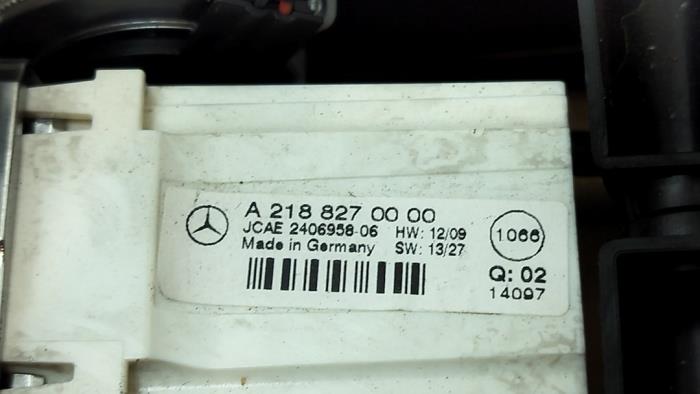 A 218 827 00 00
JCAE 2406958-06 HW: 12/09
Made in Germany SW: 13/27
1066
Q: 02
14097